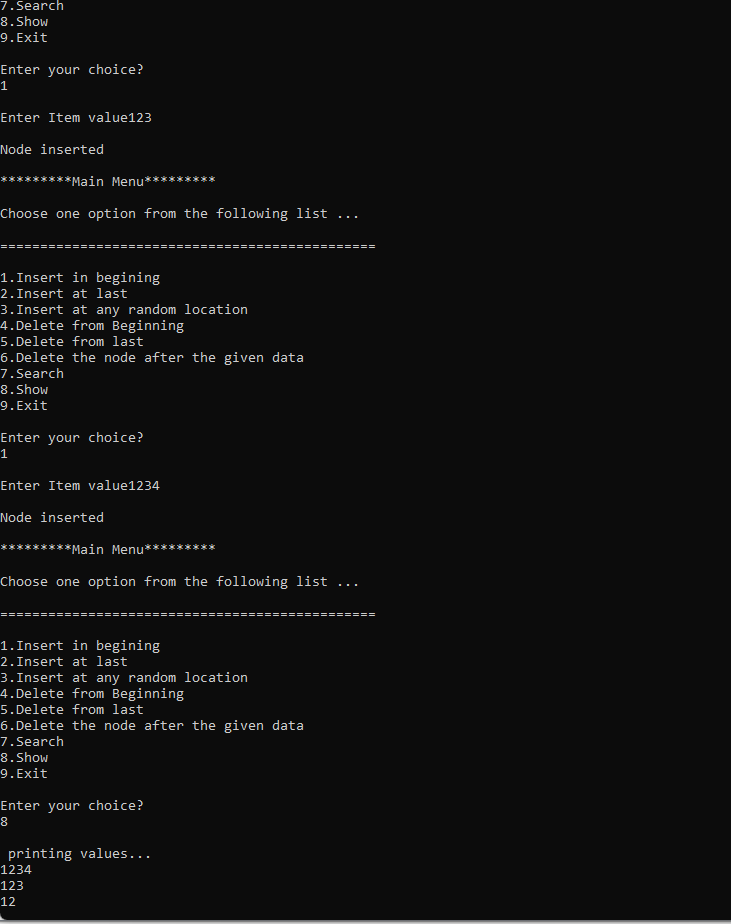 7.Search
8.Show
9.Exit
Enter your choice?
1
Enter Item value123
Node inserted
*********Main Menu*********
Choose one option from the following list ...
===============================================
1.Insert in begining
2.Insert at last
3.Insert at any random location
4.Delete from Beginning
5.Delete from last
6.Delete the node after the given data
7.Search
8.Show
9.Exit
Enter your choice?
1
Enter Item value1234
Node inserted
*********Main Menu*********
Choose one option from the following list ...
===============================================
1.Insert in begining
2.Insert at last
3.Insert at any random location
4.Delete from Beginning
5.Delete from last
6.Delete the node after the given data
7.Search
8.Show
9.Exit
Enter your choice?
8
printing values...
1234
123
12